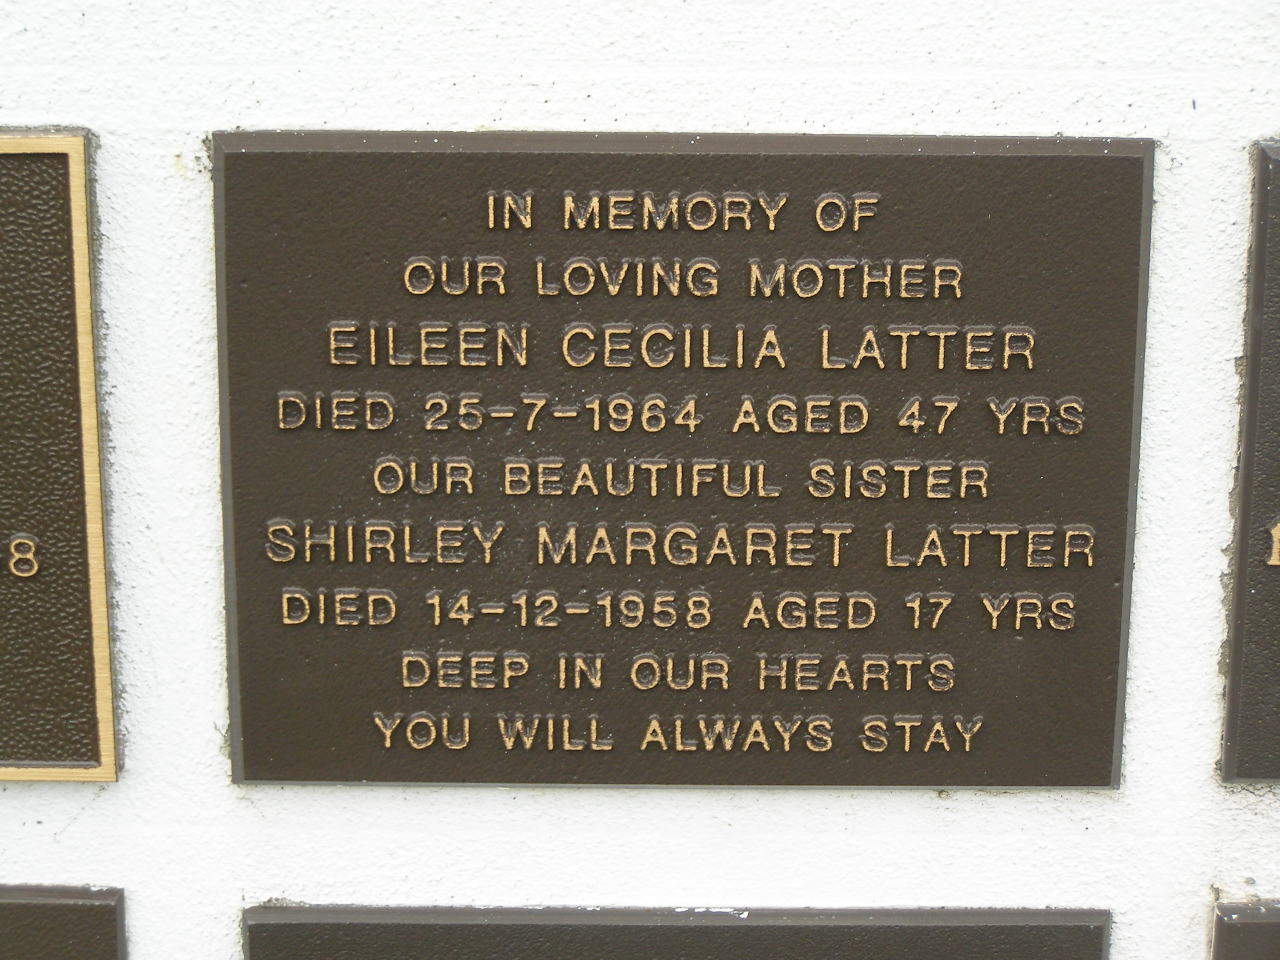 IN MEMORY OF
OUR LOVING MOTHER
EILEEN CECILIA LATTER
DIED 25-7-1964 AGED 47 YRS
OUR BEAUTIFUL SISTER
SHIRLEY MARGARET LATTER
DIED 14-12-1958 AGED 17 YRS
DEEP IN OUR HEARTS
YOU WILL ALWAYS STAY
8